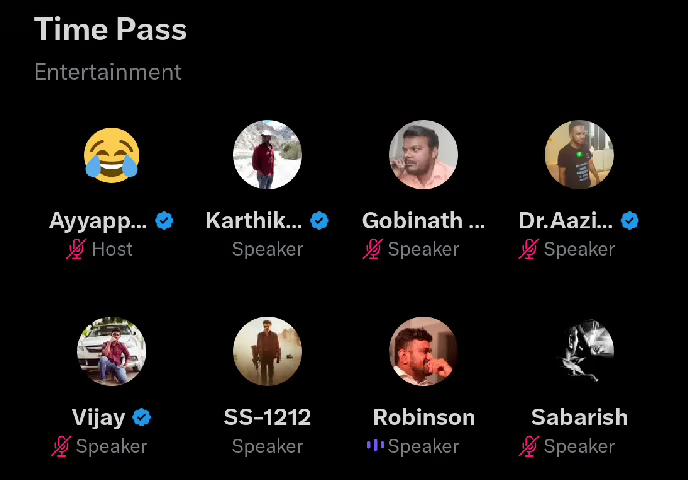 Time Pass
Entertainment
Ayyapp... Karthik... Gobinath ... Dr.Aazi...
Host Speaker Speaker Speaker
Vijay SS-1212 Robinson Sabarish
Speaker Speaker Speaker Speaker